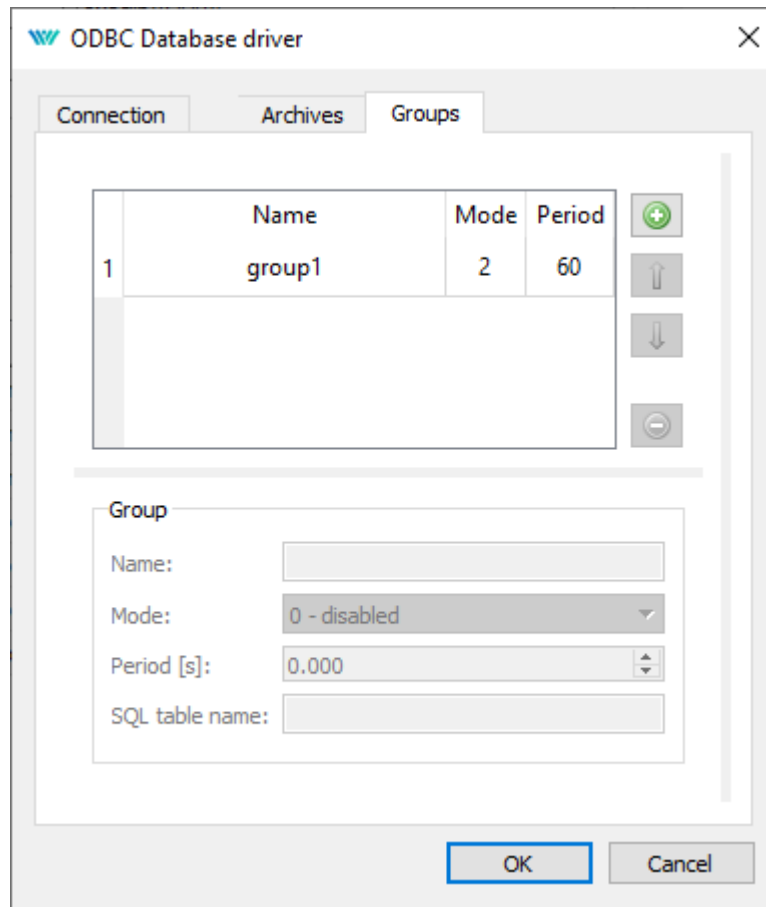 ODBC Database driver
Connection Archives Groups
Name Mode Period
1 group1 2 60
Group
Name:
Mode: 0 - disabled
Period [s]: 0.000
SQL table name:
OK Cancel